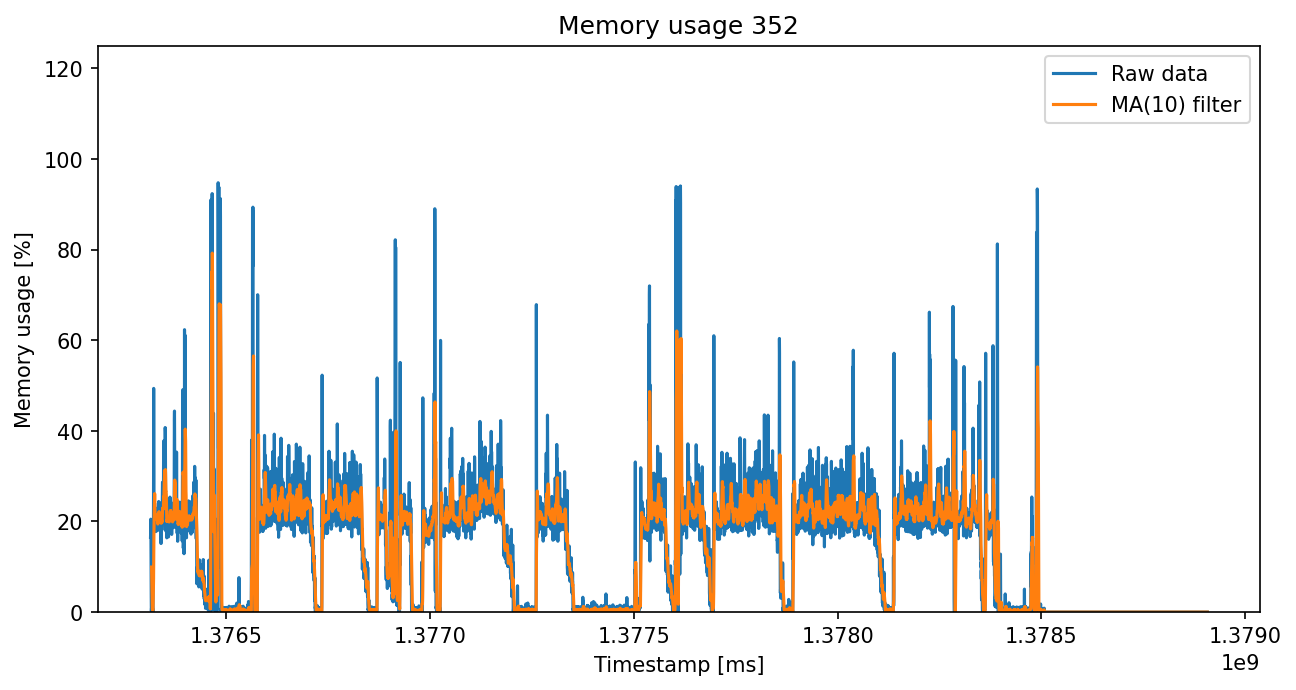 Memory usage 352
Raw data
MA(10) filter
Memory usage [%]
120
100
80
60
40
20
0
1.3765 1.3770 1.3775 1.3780 1.3785 1.3790
1e9
Timestamp [ms]